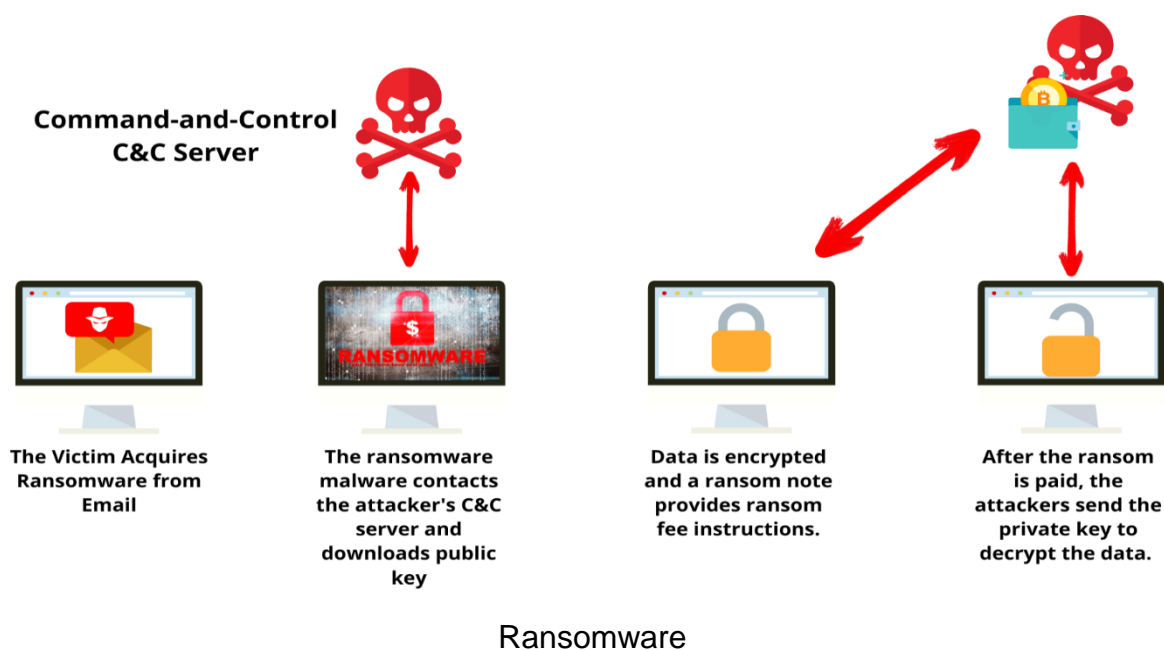 Command-and-Control
C&C Server
B
$
RANSOMWARE
The Victim Acquires
Ransomware from
Email
The ransomware
malware contacts
the attacker's C&C
server and
downloads public
key
Data is encrypted
and a ransom note
provides ransom
fee instructions.
After the ransom
is paid, the
attackers send the
private key to
decrypt the data.
Ransomware